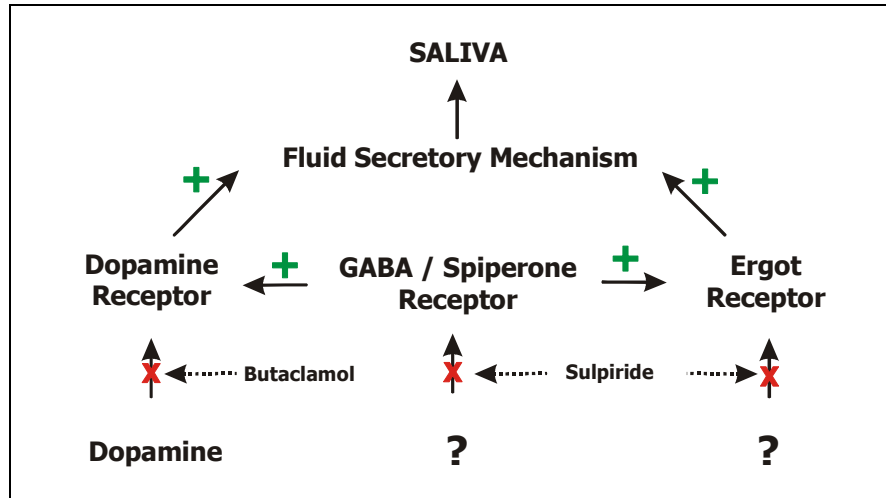 SALIVA
Fluid Secretory Mechanism
+ +
Dopamine
Receptor
+
GABA / Spiperone
Receptor
+
Ergot
Receptor
X Butaclamol X Sulpiride X
Dopamine ? ?